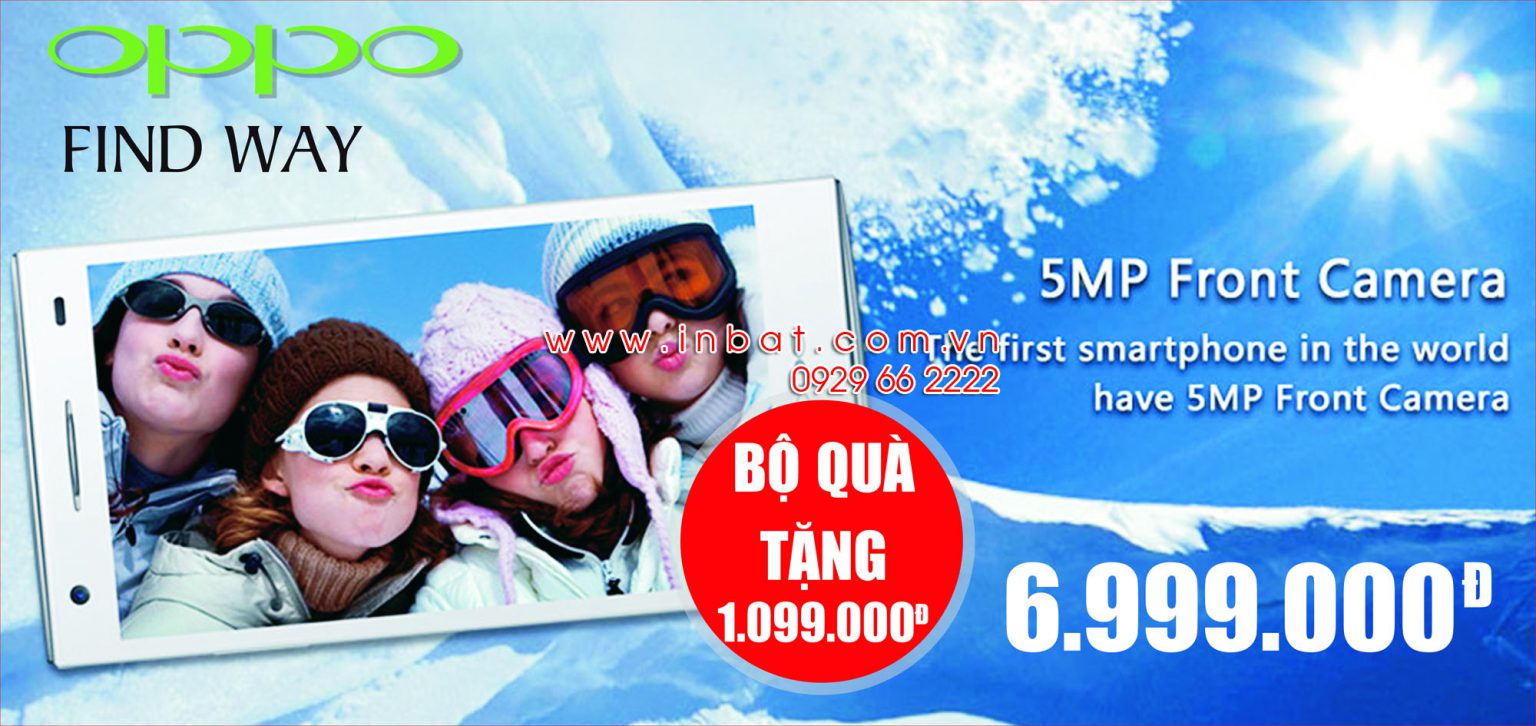 oppo
FIND WAY
5MP Front Camera
www.inbat.com.vn
The first smartphone in the world
0929 66 2222
have 5MP Front Camera
BỘ QUÀ
TẶNG
1.099.000Đ
6.999.000Đ